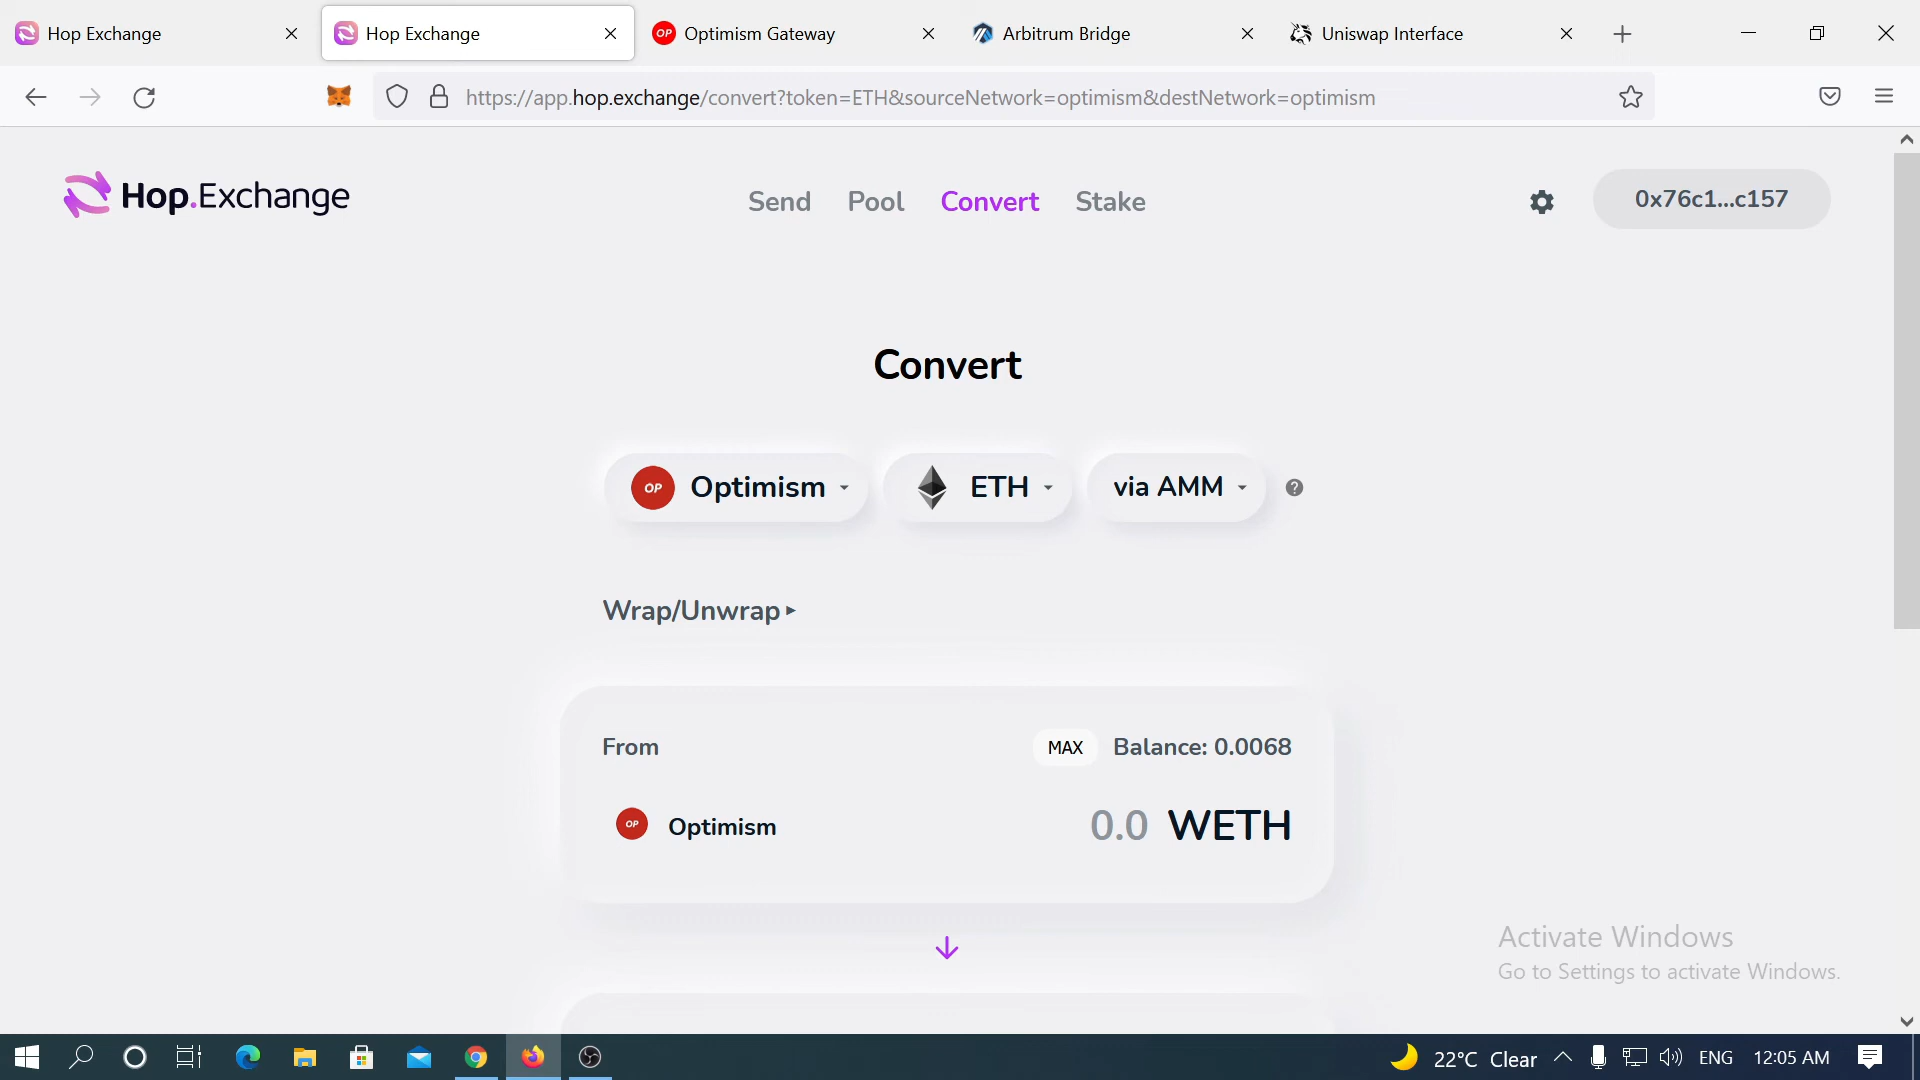 Hop Exchange
Hop Exchange
OP Optimism Gateway
Arbitrum Bridge
Uniswap Interface
https://app.hop.exchange/convert?token=ETH&sourceNetwork=optimism&destNetwork=optimism
Hop.Exchange
Send Pool Convert Stake
0x76c1...c157
Convert
OP Optimism
ETH
via AMM
?
Wrap/Unwrap
From
MAX Balance: 0.0068
OP Optimism
0.0 WETH
Activate Windows
Go to Settings to activate Windows.
22°C Clear
ENG
12:05 AM